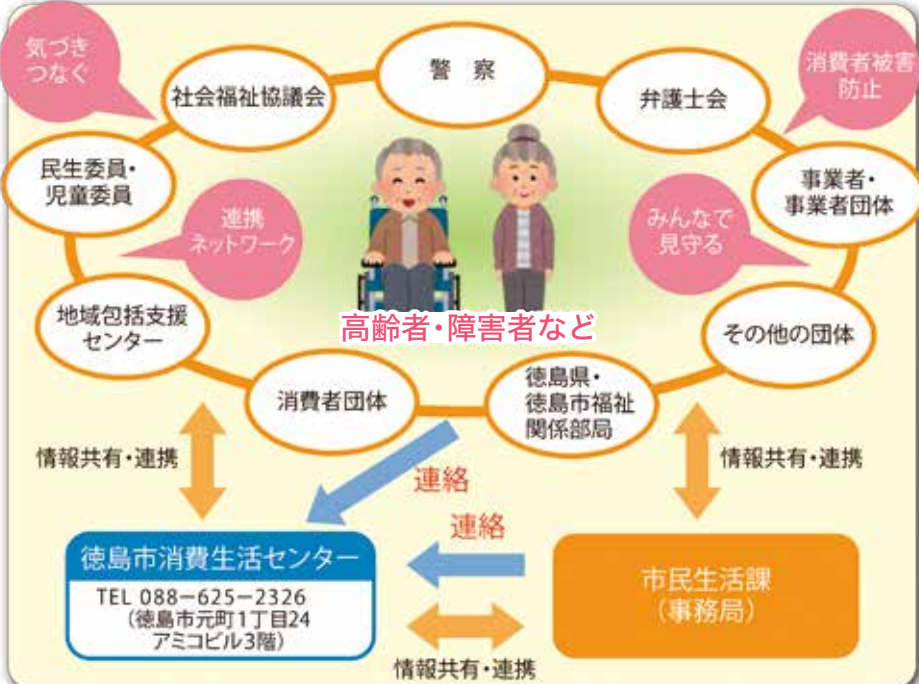 気づき
つなぐ
社会福祉協議会
警　察
弁護士会
消費者被害
防止
民生委員・
児童委員
連携
ネットワーク
みんなで
見守る
事業者・
事業者団体
地域包括支援
センター
高齢者・障害者など
その他の団体
消費者団体
徳島県・
徳島市福祉
関係部局
情報共有・連携
連絡
情報共有・連携
連絡
徳島市消費生活センター
TEL 088−625−2326
(徳島市元町1丁目24
アミコビル3階)
市民生活課
(事務局)
情報共有・連携